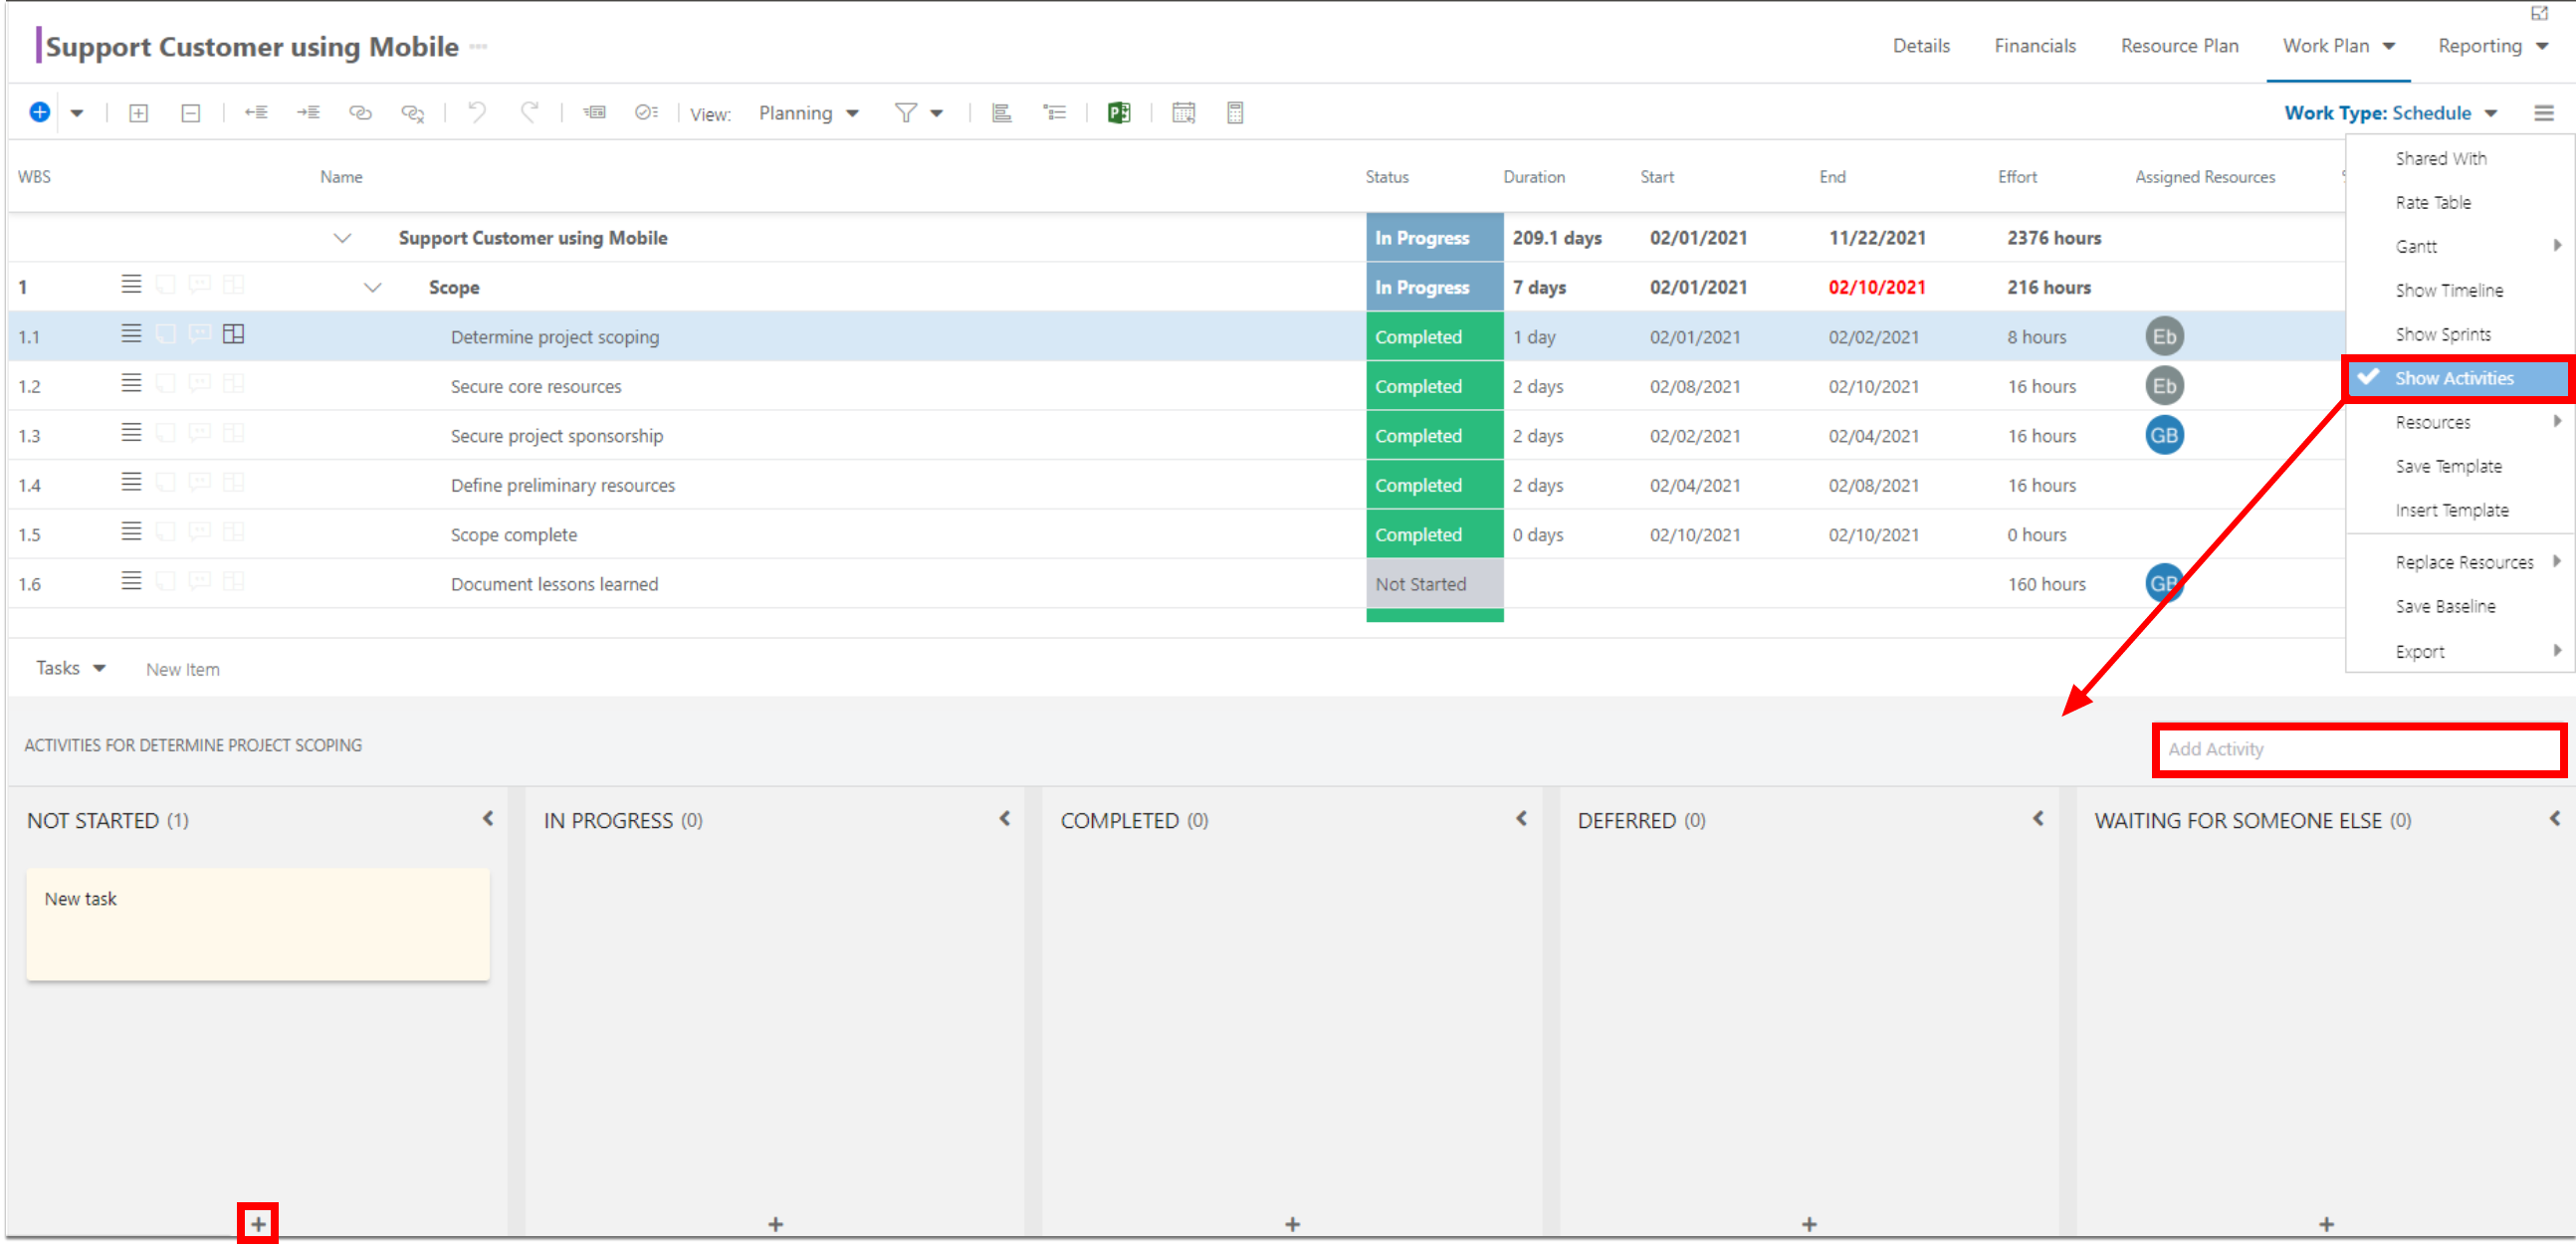 Support Customer using Mobile
Details Financials Resource Plan Work Plan Reporting
View: Planning Work Type: Schedule
WBS Name Status Duration Start End Effort Assigned Resources
Support Customer using Mobile In Progress 209.1 days 02/01/2021 11/22/2021 2376 hours
1 Scope In Progress 7 days 02/01/2021 02/10/2021 216 hours
1.1 Determine project scoping Completed 1 day 02/01/2021 02/02/2021 8 hours Eb
1.2 Secure core resources Completed 2 days 02/08/2021 02/10/2021 16 hours Eb
1.3 Secure project sponsorship Completed 2 days 02/02/2021 02/04/2021 16 hours GB
1.4 Define preliminary resources Completed 2 days 02/04/2021 02/08/2021 16 hours
1.5 Scope complete Completed 0 days 02/10/2021 02/10/2021 0 hours
1.6 Document lessons learned Not Started 160 hours GB
Shared With
Rate Table
Gantt
Show Timeline
Show Sprints
Show Activities
Resources
Save Template
Insert Template
Replace Resources
Save Baseline
Export
Tasks New Item
ACTIVITIES FOR DETERMINE PROJECT SCOPING Add Activity
NOT STARTED (1) IN PROGRESS (0) COMPLETED (0) DEFERRED (0) WAITING FOR SOMEONE ELSE (0)
New task
+ + + + +